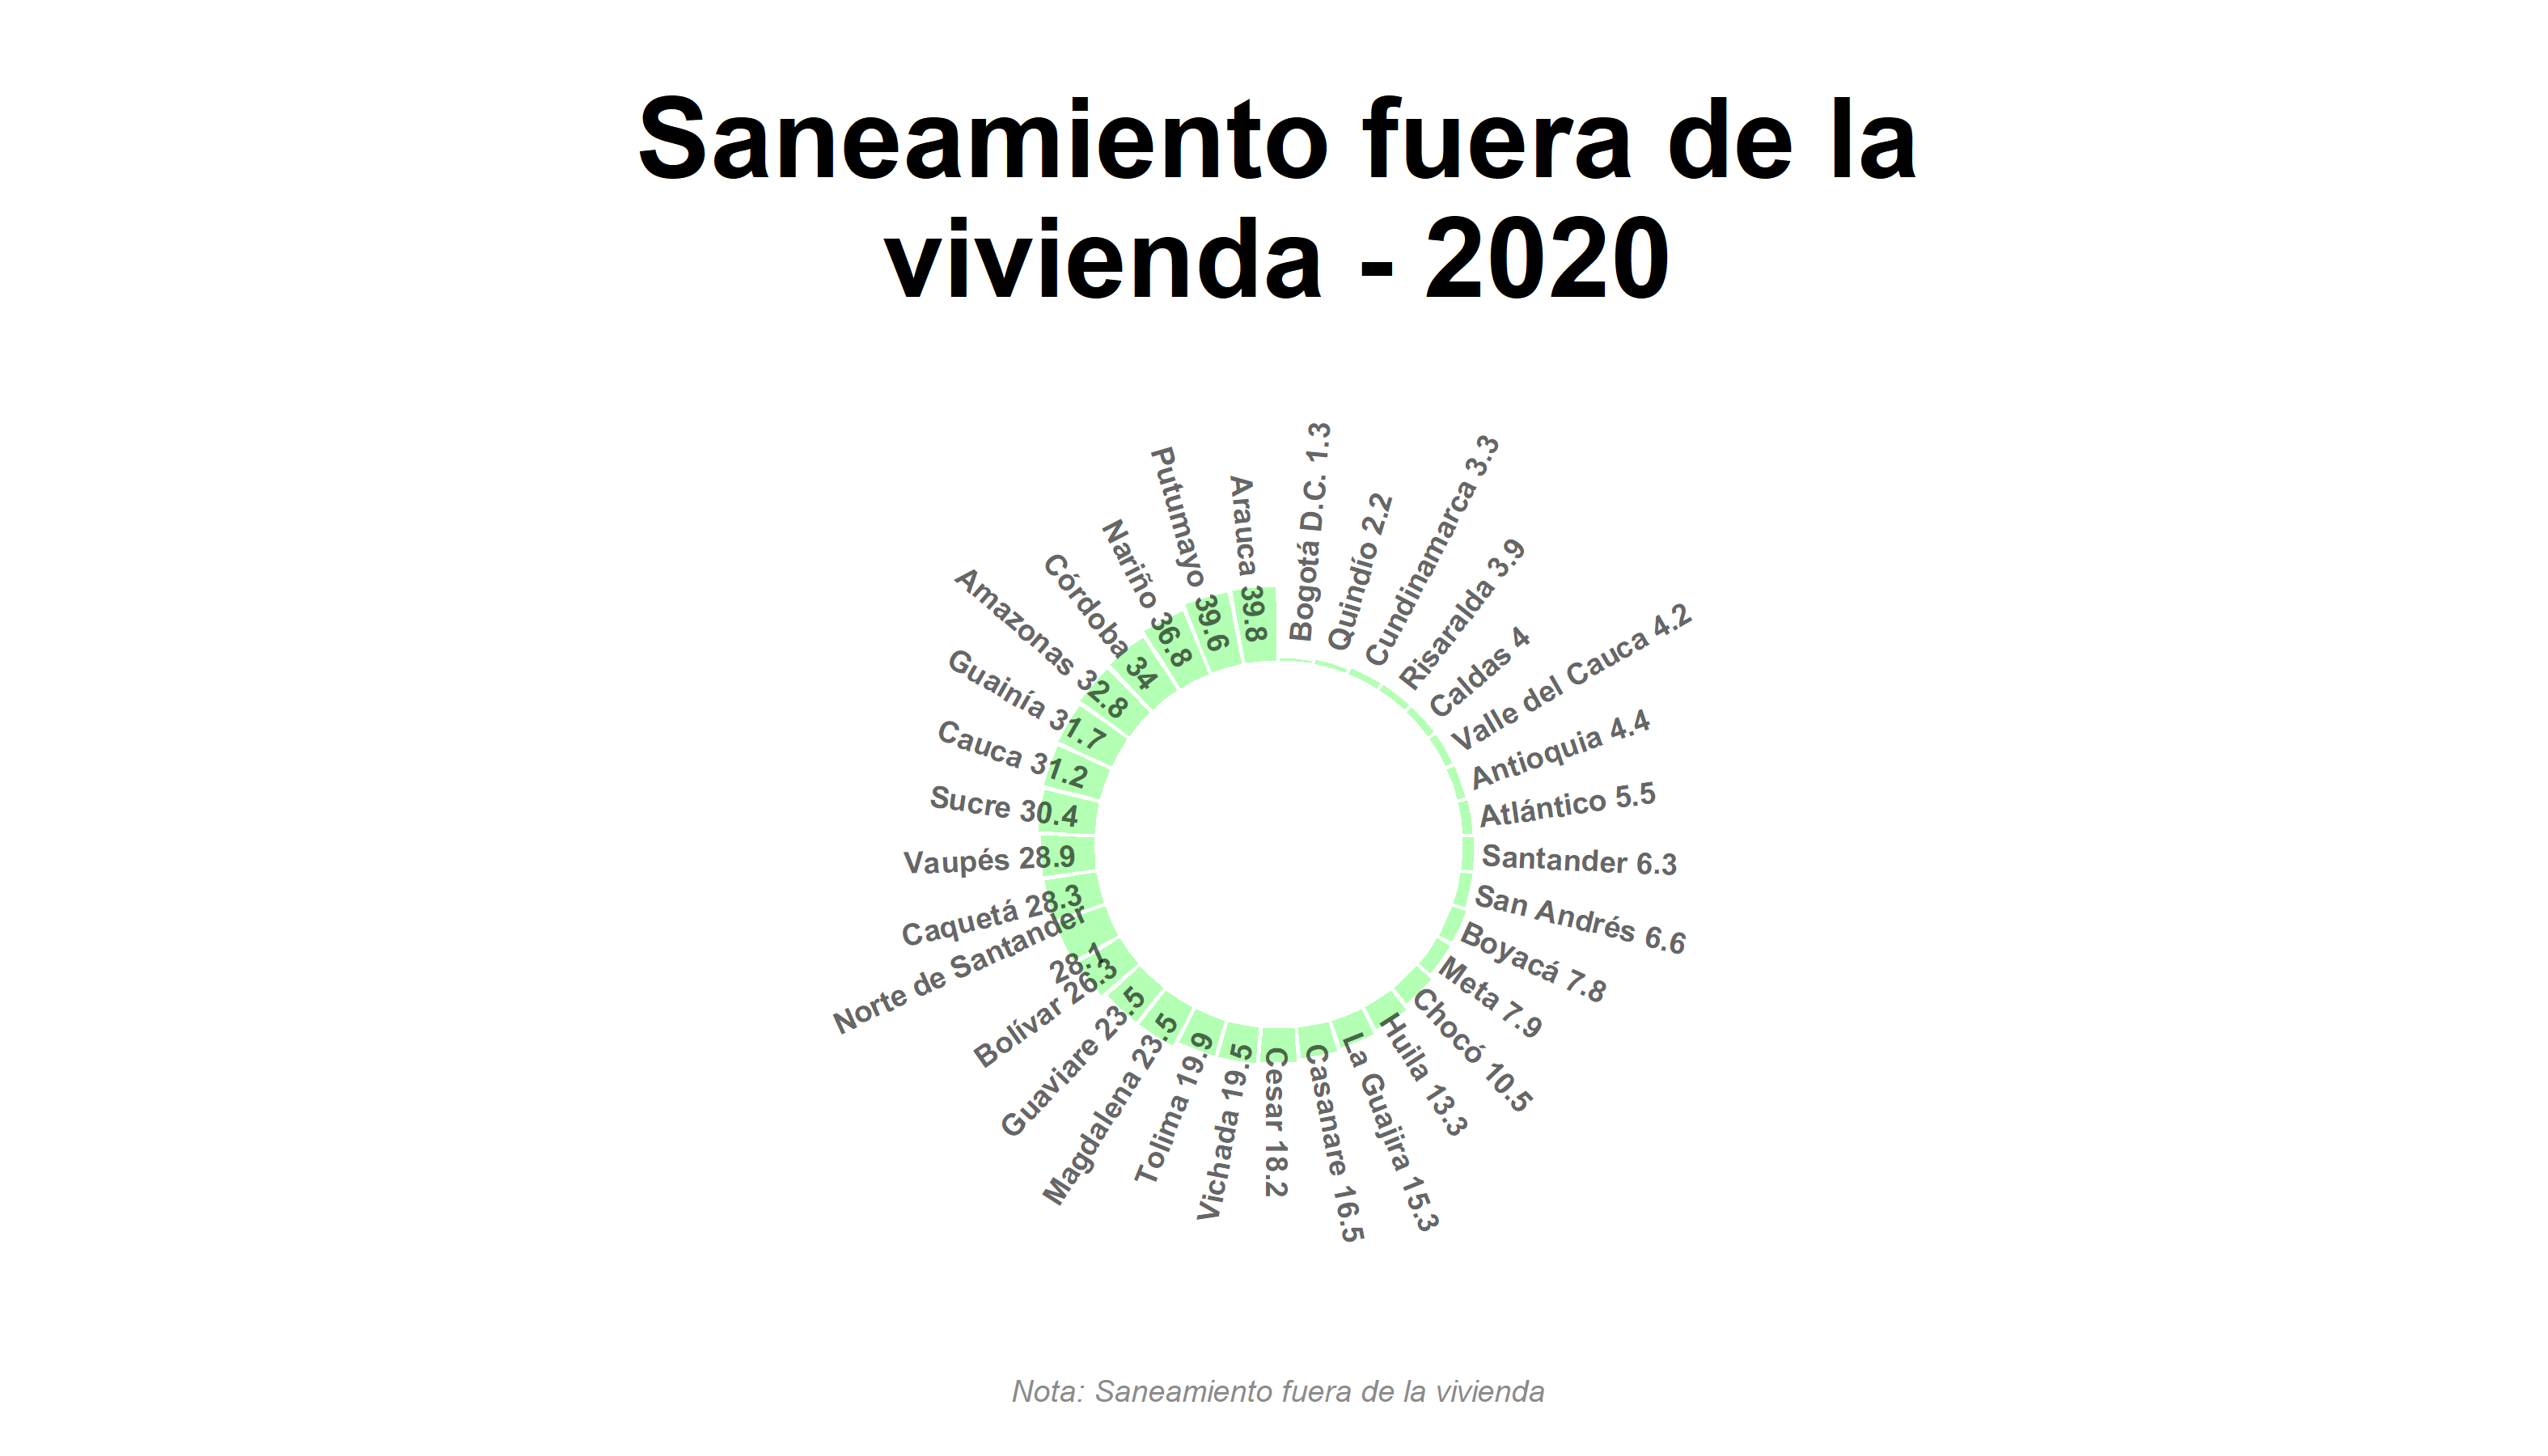 Saneamiento fuera de la
vivienda - 2020
Bogotá D.C. 1.3
Quindío 2.2
Cundinamarca 3.3
Risaralda 3.9
Caldas 4
Valle del Cauca 4.2
Antioquia 4.4
Atlántico 5.5
Santander 6.3
San Andrés 6.6
Boyacá 7.8
Meta 7.9
Chocó 10.5
Huila 13.3
La Guajira 15.3
Casanare 16.5
Cesar 18.2
Vichada 19.5
Tolima 19.9
Magdalena 23.5
Guaviare 23.5
Bolívar 26.3
Norte de Santander
28.1
Caquetá 28.3
Vaupés 28.9
Sucre 30.4
Cauca 31.2
Guainía 31.7
Amazonas 32.8
Córdoba 34
Nariño 36.8
Putumayo 39.6
Arauca 39.8
Nota: Saneamiento fuera de la vivienda